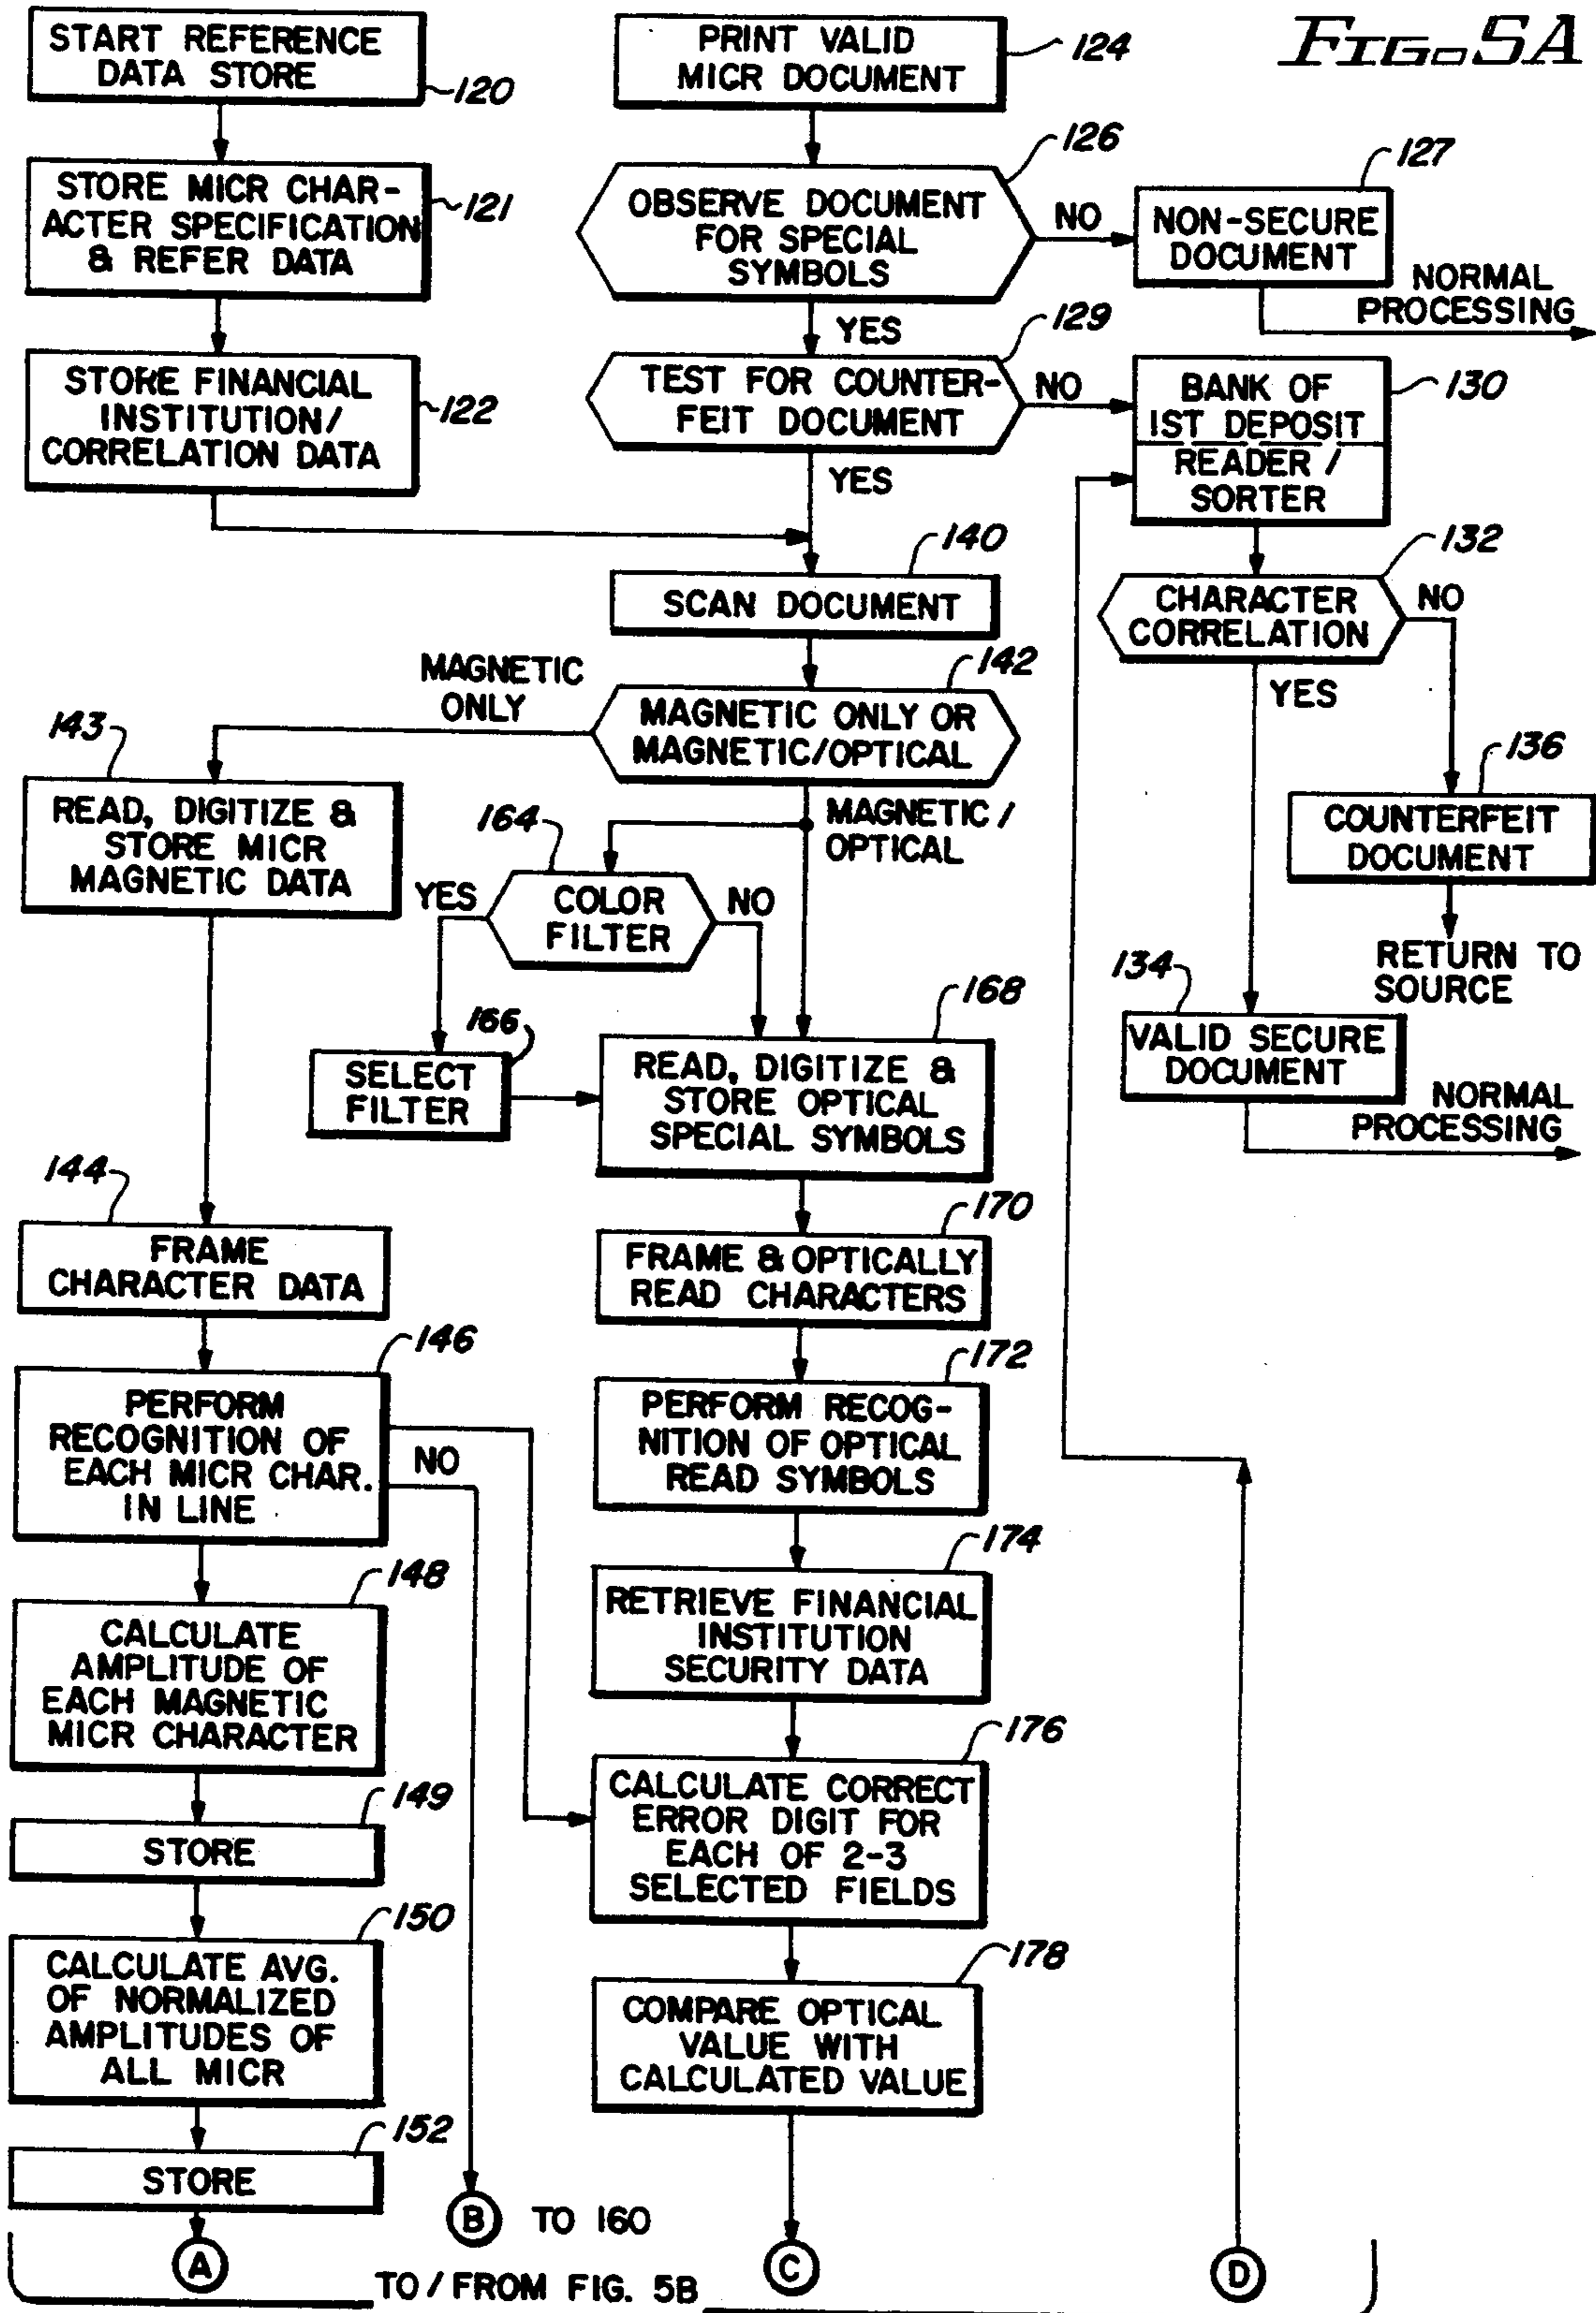 FIG. 5A
START REFERENCE
DATA STORE
120
STORE MICR CHAR-
ACTER SPECIFICATION
& REFER DATA
121
STORE FINANCIAL
INSTITUTION/
CORRELATION DATA
122
PRINT VALID
MICR DOCUMENT
124
OBSERVE DOCUMENT
FOR SPECIAL
SYMBOLS
126
NO
YES
NON-SECURE
DOCUMENT
127
NORMAL
PROCESSING
TEST FOR COUNTER-
FEIT DOCUMENT
129
NO
YES
BANK OF
1ST DEPOSIT
READER /
SORTER
130
CHARACTER
CORRELATION
132
NO
YES
COUNTERFEIT
DOCUMENT
136
RETURN TO
SOURCE
VALID SECURE
DOCUMENT
134
NORMAL
PROCESSING
SCAN DOCUMENT
140
MAGNETIC ONLY OR
MAGNETIC/OPTICAL
142
MAGNETIC
ONLY
MAGNETIC /
OPTICAL
READ, DIGITIZE &
STORE MICR
MAGNETIC DATA
143
COLOR
FILTER
164
YES
NO
SELECT
FILTER
166
READ, DIGITIZE &
STORE OPTICAL
SPECIAL SYMBOLS
168
FRAME
CHARACTER DATA
144
FRAME & OPTICALLY
READ CHARACTERS
170
PERFORM
RECOGNITION OF
EACH MICR CHAR.
IN LINE
146
NO
PERFORM RECOG-
NITION OF OPTICAL
READ SYMBOLS
172
CALCULATE
AMPLITUDE OF
EACH MAGNETIC
MICR CHARACTER
148
RETRIEVE FINANCIAL
INSTITUTION
SECURITY DATA
174
STORE
149
CALCULATE CORRECT
ERROR DIGIT FOR
EACH OF 2-3
SELECTED FIELDS
176
CALCULATE AVG.
OF NORMALIZED
AMPLITUDES OF
ALL MICR
150
COMPARE OPTICAL
VALUE WITH
CALCULATED VALUE
178
STORE
152
A
B TO 160
C
D
TO / FROM FIG. 5B